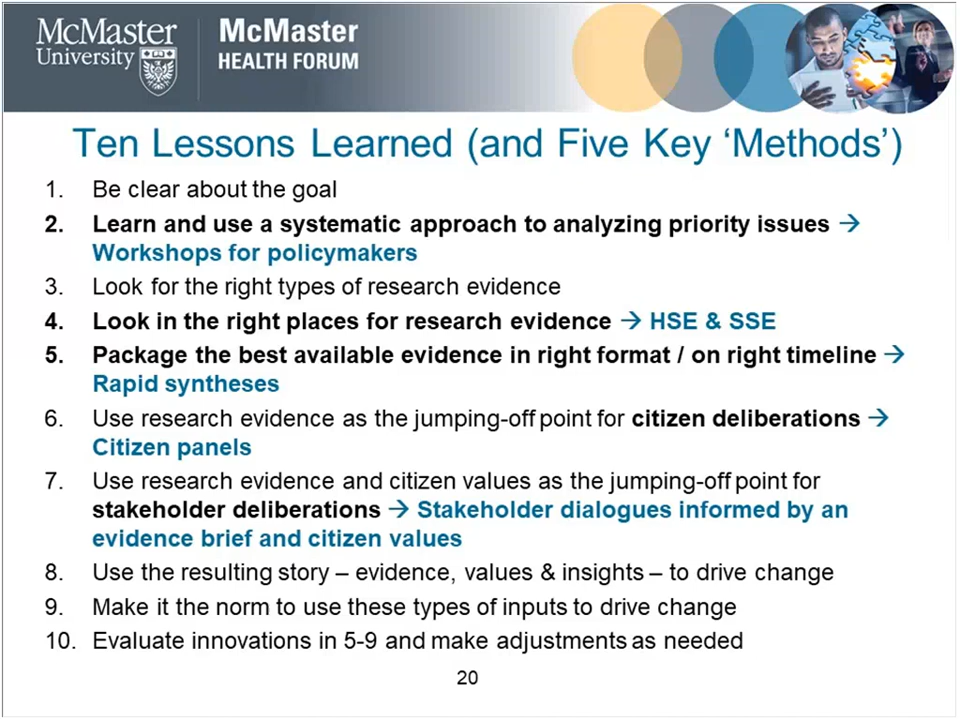 McMaster
University
McMaster
HEALTH FORUM
Ten Lessons Learned (and Five Key ‘Methods’)
1. Be clear about the goal
2. Learn and use a systematic approach to analyzing priority issues →
Workshops for policymakers
3. Look for the right types of research evidence
4. Look in the right places for research evidence → HSE & SSE
5. Package the best available evidence in right format / on right timeline →
Rapid syntheses
6. Use research evidence as the jumping-off point for citizen deliberations →
Citizen panels
7. Use research evidence and citizen values as the jumping-off point for
stakeholder deliberations → Stakeholder dialogues informed by an
evidence brief and citizen values
8. Use the resulting story – evidence, values & insights – to drive change
9. Make it the norm to use these types of inputs to drive change
10. Evaluate innovations in 5-9 and make adjustments as needed
20